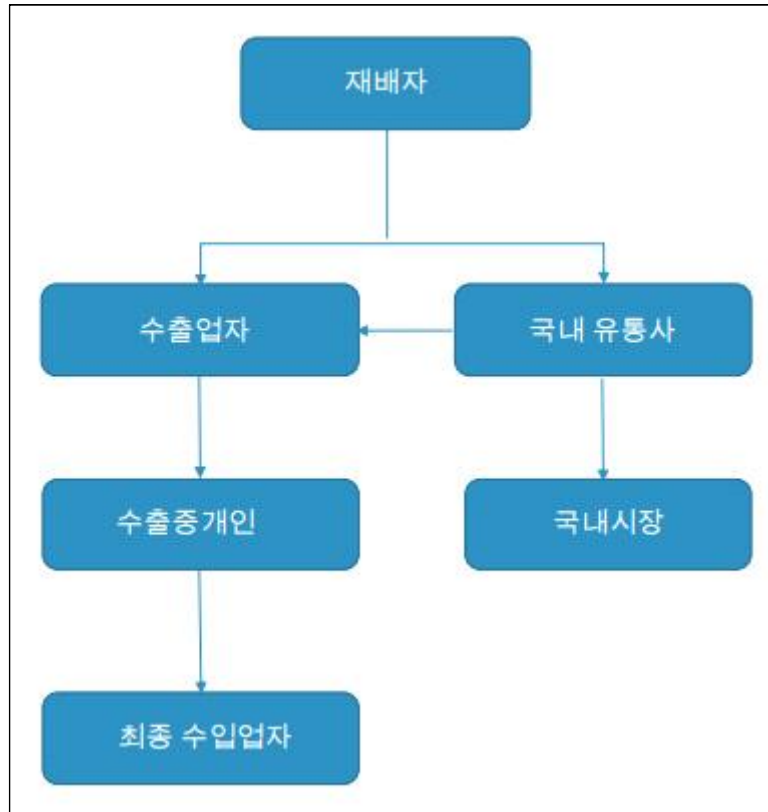 재배자
수출업자
국내 유통사
수출중개인
국내시장
최종 수입업자